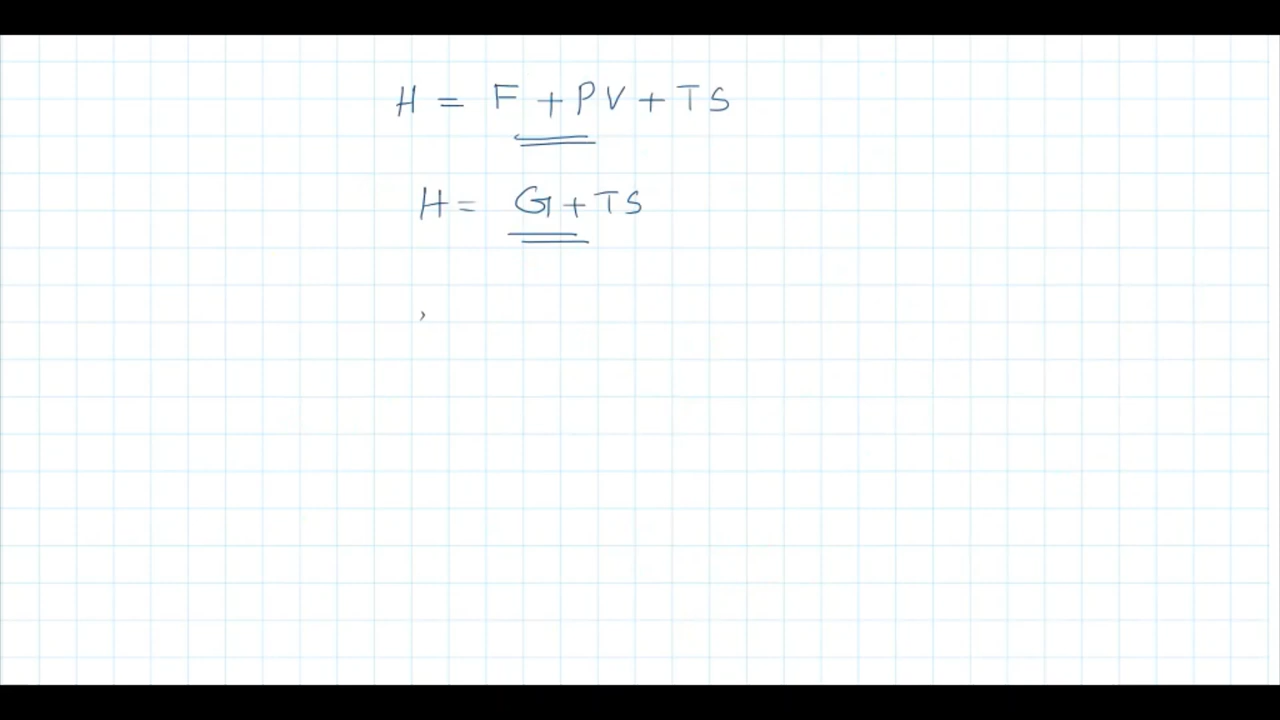 H = F + PV + TS
H = G + TS
,